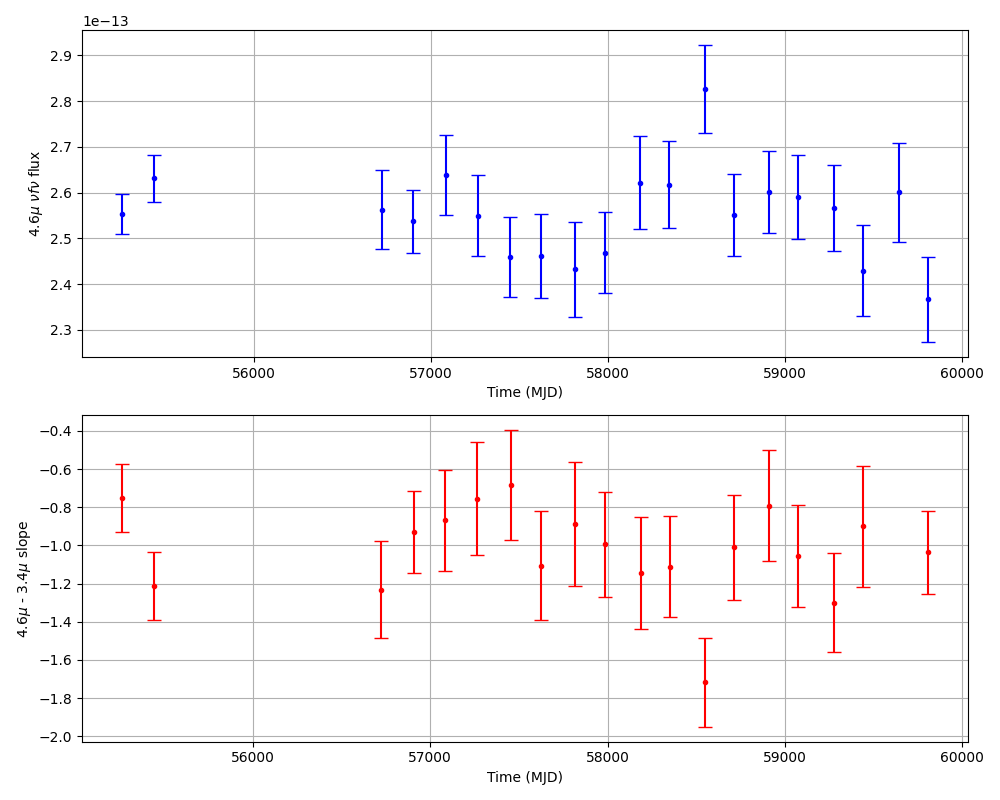 1e−13
2.9
2.8
2.7
2.6
2.5
2.4
2.3
4.6μ νfν flux
56000 57000 58000 59000 60000
Time (MJD)
−0.4
−0.6
−0.8
−1.0
−1.2
−1.4
−1.6
−1.8
−2.0
4.6μ - 3.4μ slope
56000 57000 58000 59000 60000
Time (MJD)